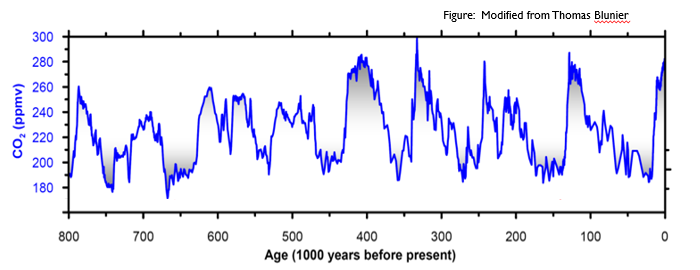 Figure: Modified from Thomas Blunier
300
280
260
240
220
200
180
CO2 (ppmv)
800 700 600 500 400 300 200 100 0
Age (1000 years before present)